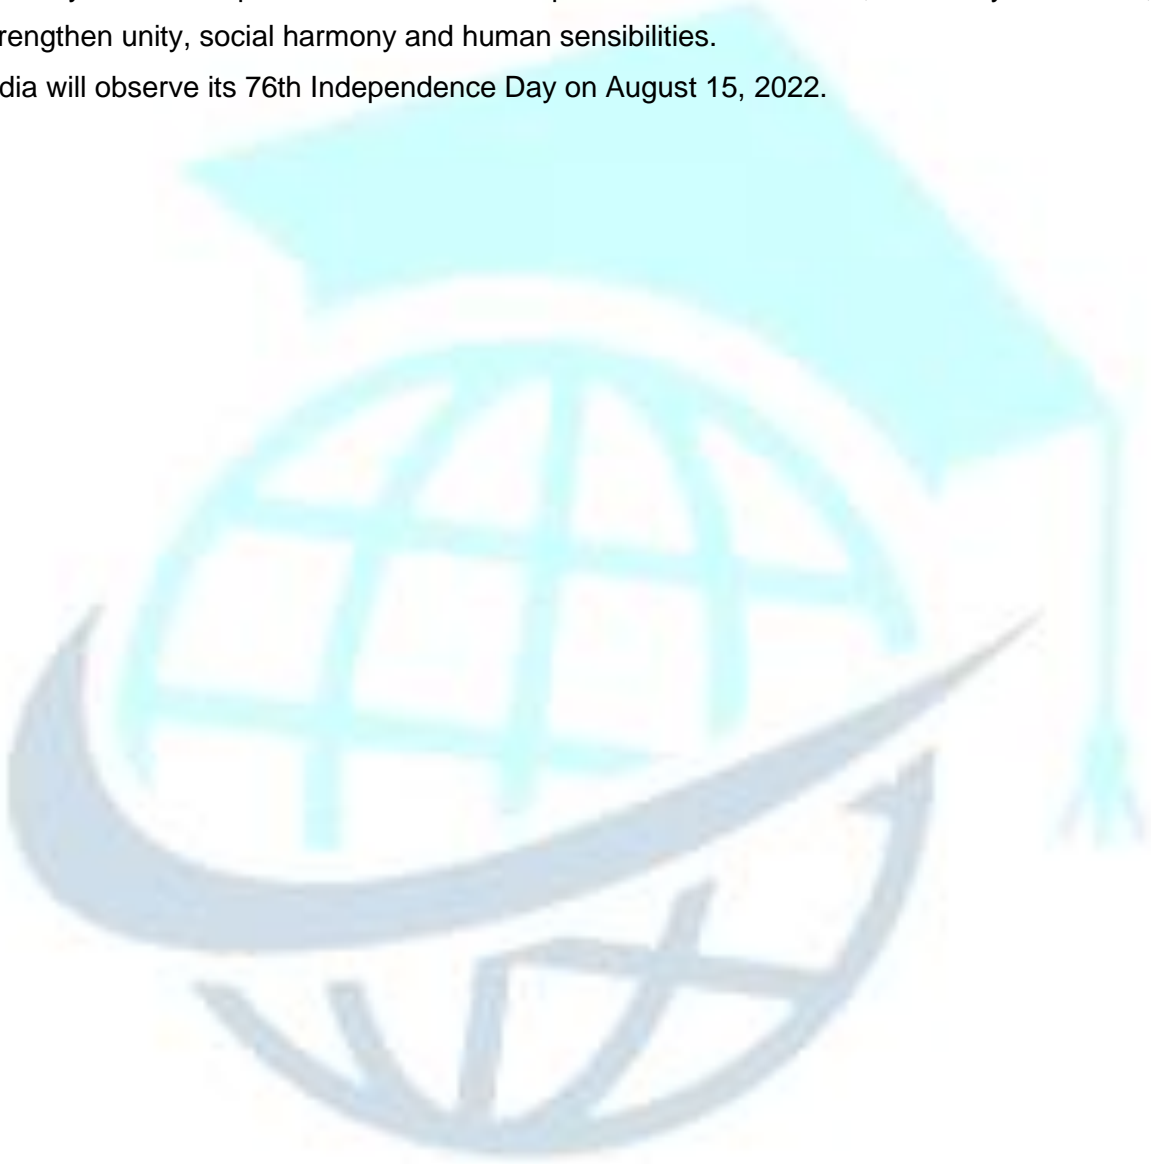 rengthen unity, social harmony and human sensibilities.
dia will observe its 76th Independence Day on August 15, 2022.